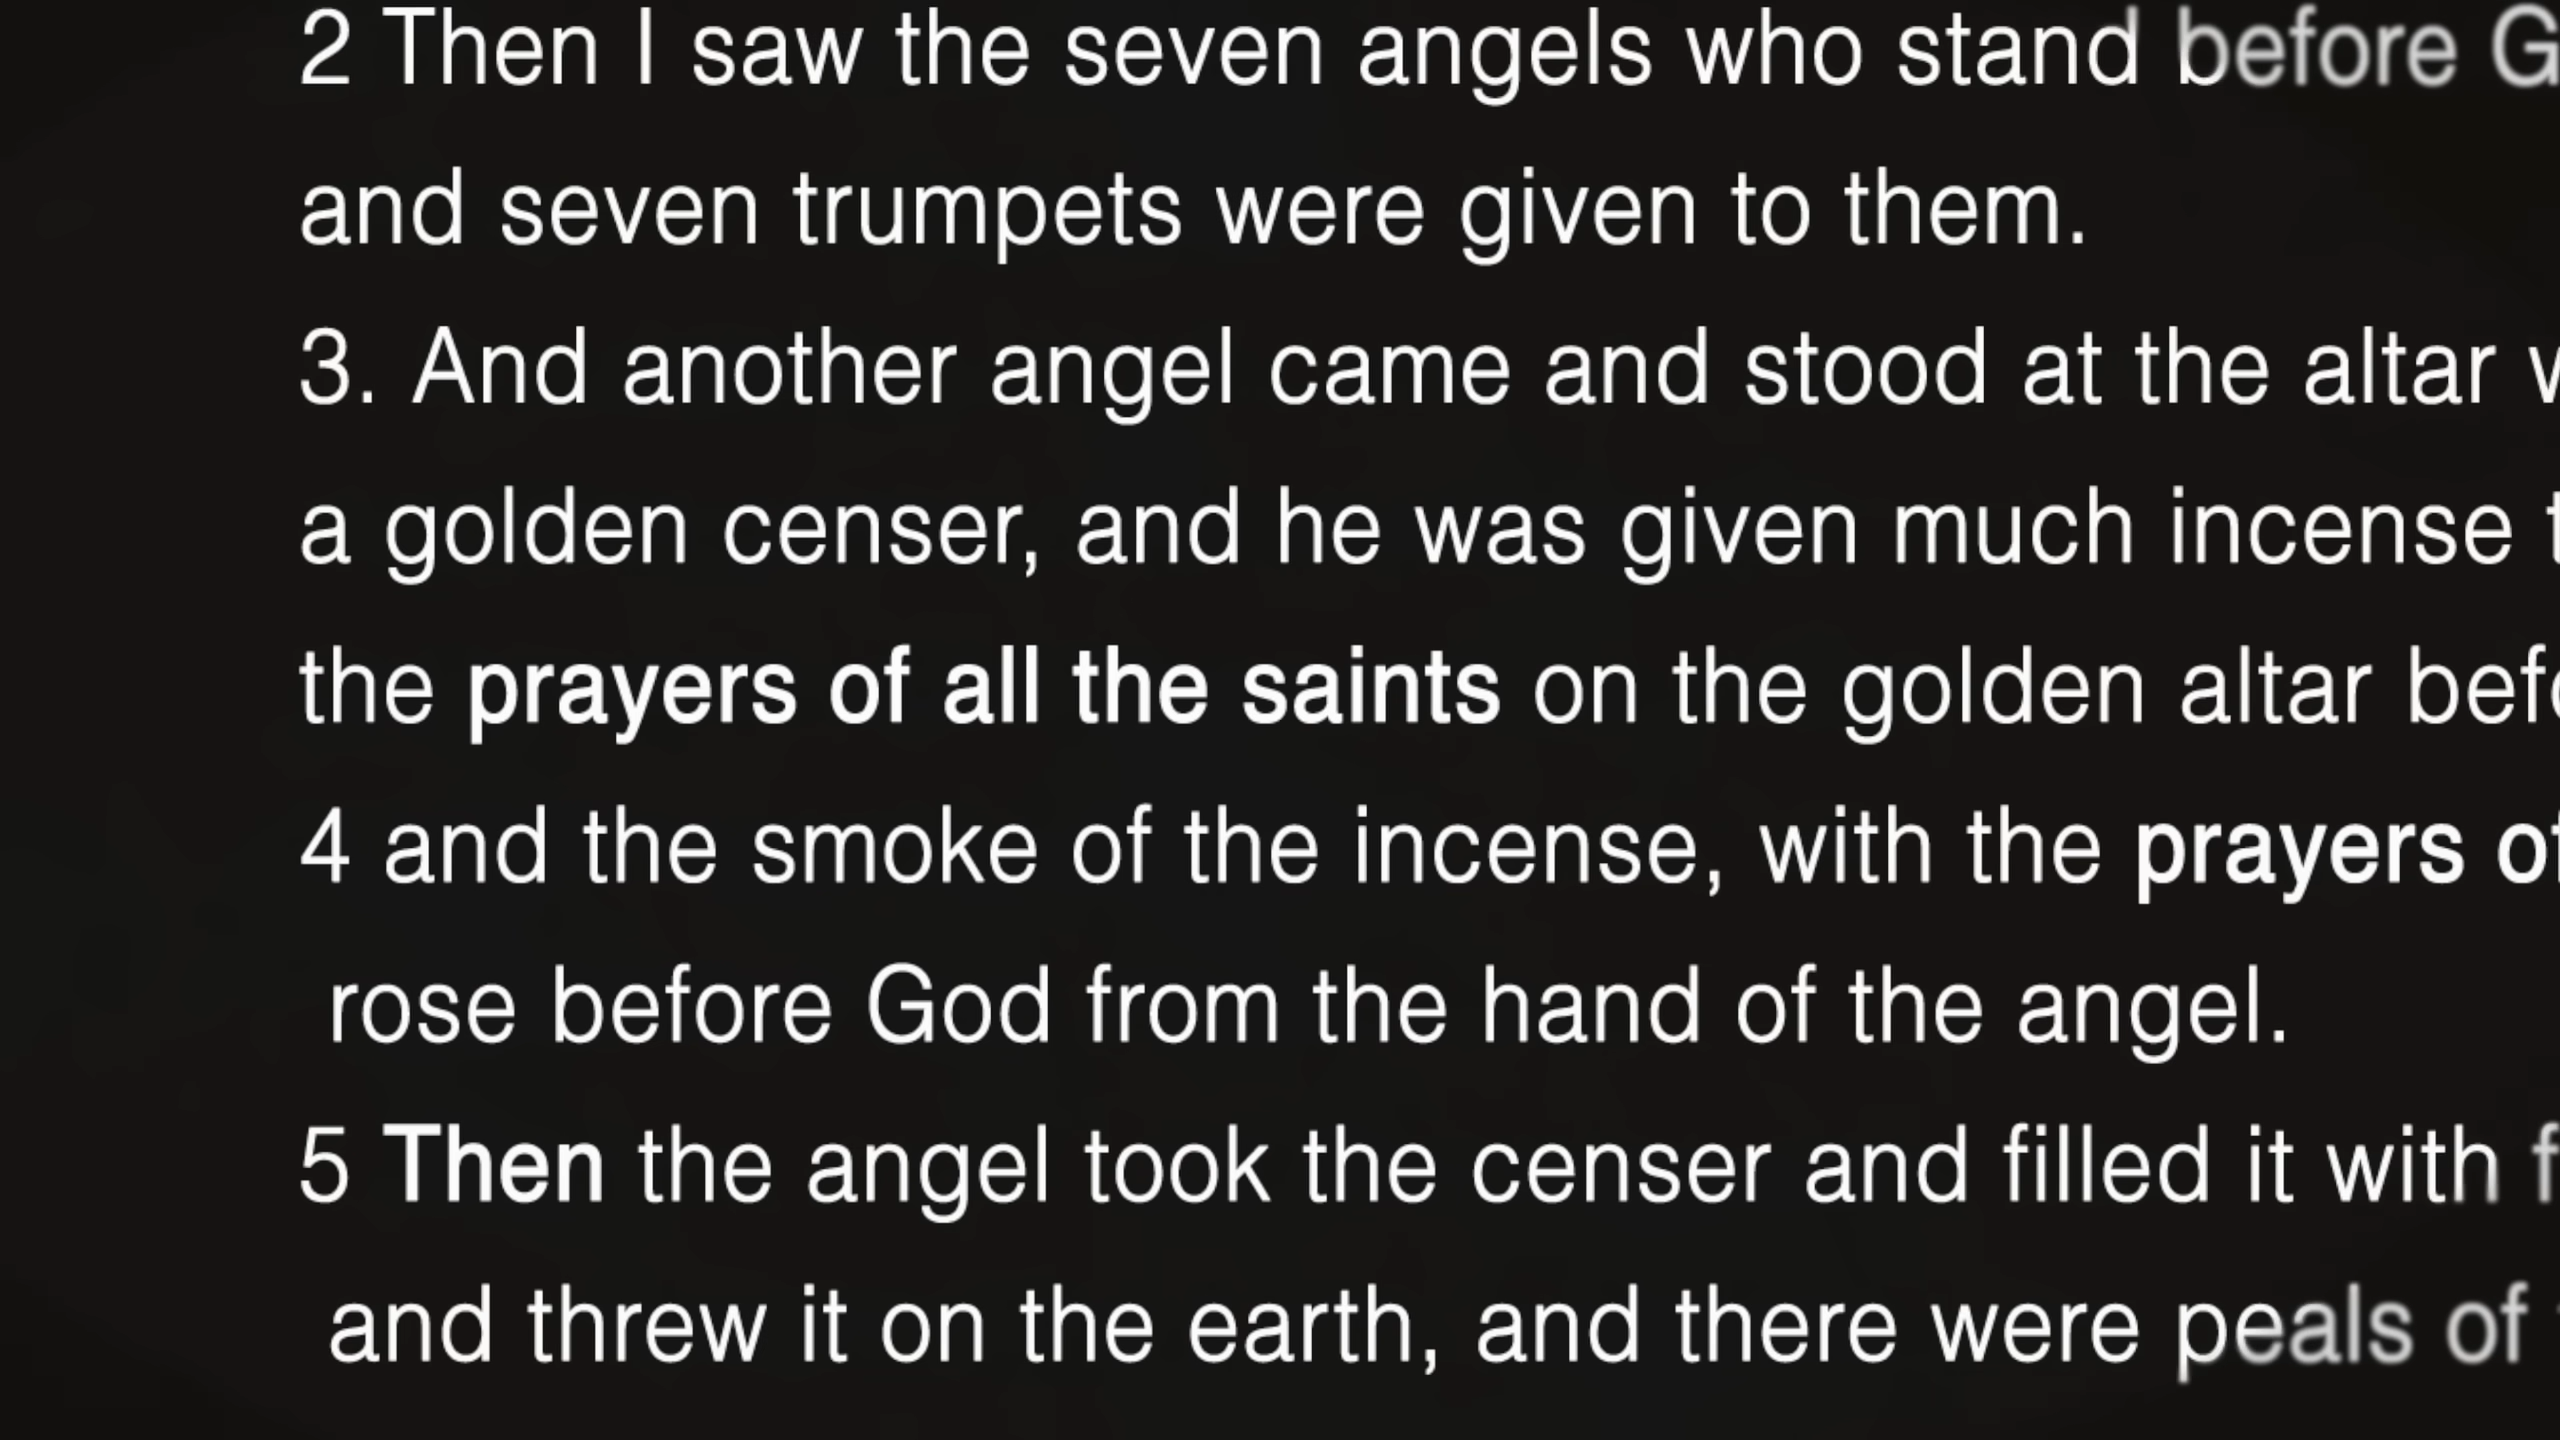 2 Then I saw the seven angels who stand before G
and seven trumpets were given to them.
3. And another angel came and stood at the altar
a golden censer, and he was given much incense
the prayers of all the saints on the golden altar
4 and the smoke of the incense, with the prayers of
rose before God from the hand of the angel.
5 Then the angel took the censer and filled it with
and threw it on the earth, and there were peals of